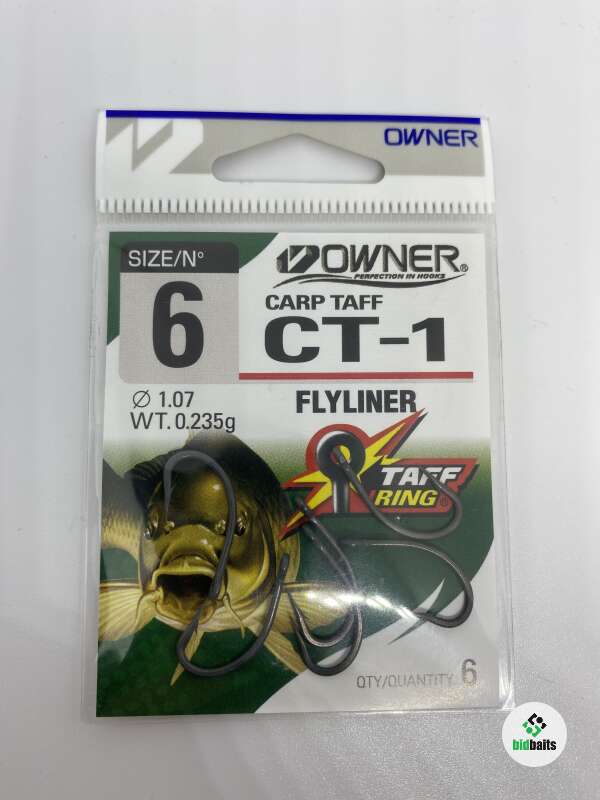 OWNER
SIZE/Nº
6
OWNER®
PERFECTION IN HOOKS
CARP TAFF
CT-1
Ø 1.07
WT. 0.235g
FLYLINER
TAFF
RING®
QTY/QUANTITY 6
bidbaits